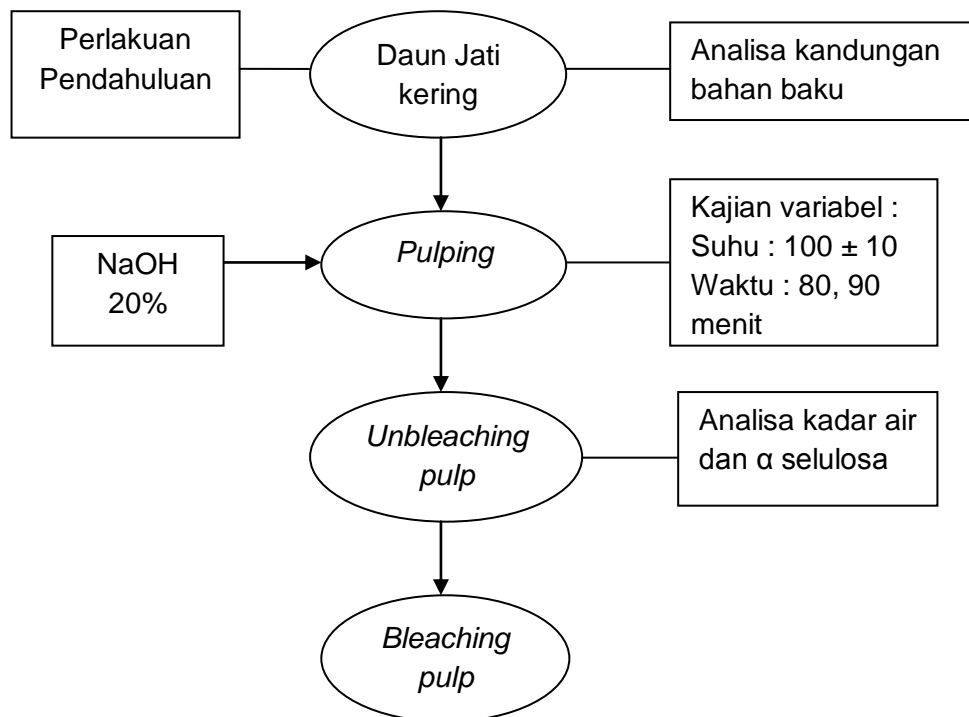 Perlakuan
Pendahuluan
Daun Jati
kering
Analisa kandungan
bahan baku
NaOH
20%
Pulping
Kajian variabel :
Suhu : 100 ± 10
Waktu : 80, 90
menit
Unbleaching
pulp
Analisa kadar air
dan α selulosa
Bleaching
pulp